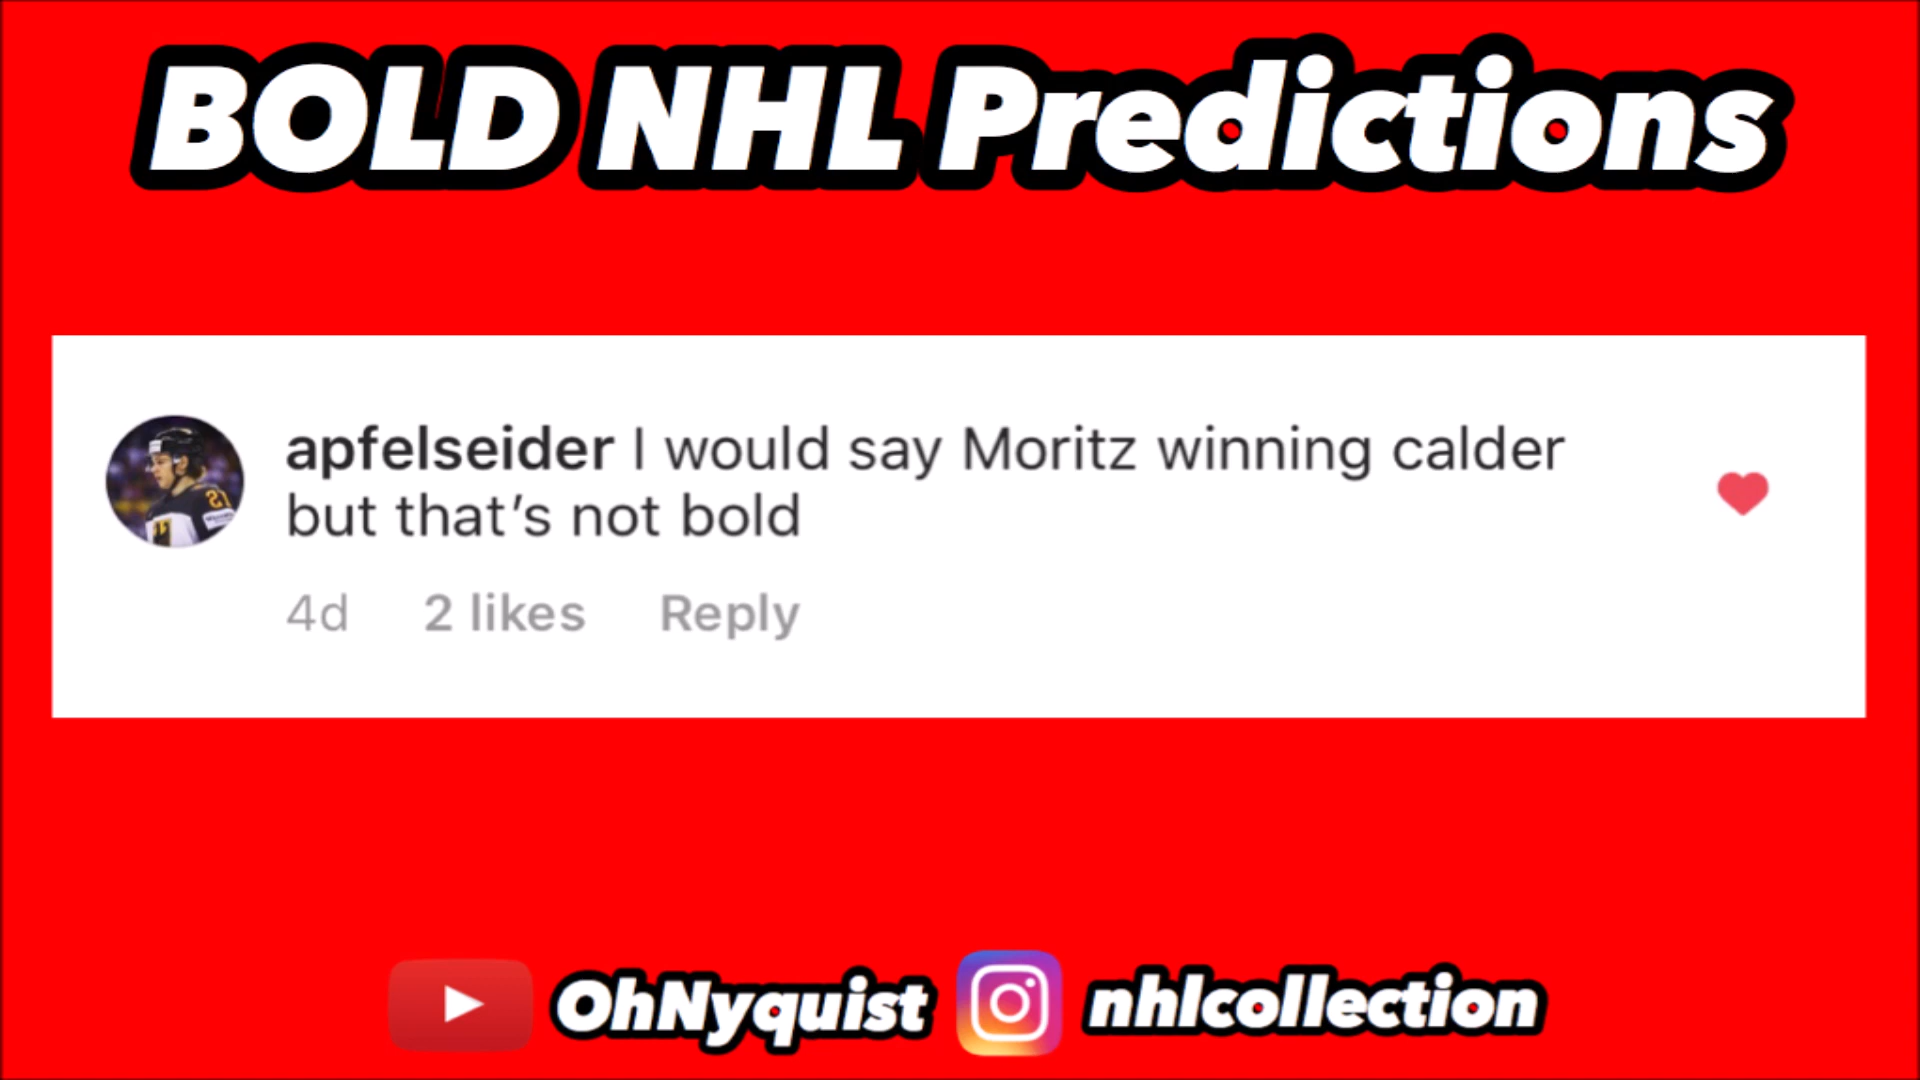 BOLD NHL Predictions
apfelseider I would say Moritz winning calder
but that’s not bold
4d 2 likes Reply
OhNyquist nhlcollection